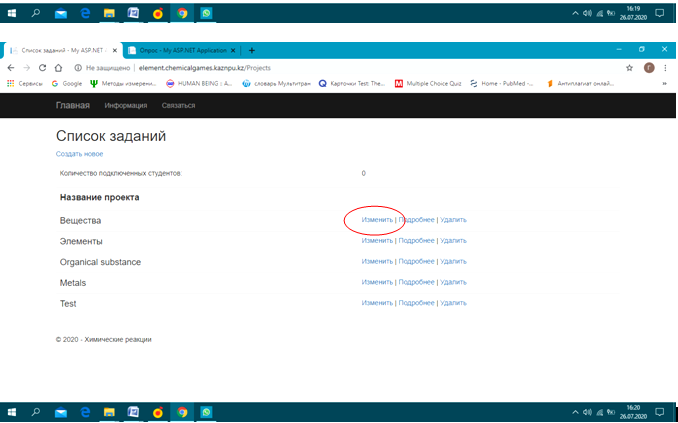 16:19
26.07.2020
Список заданий - My ASP.NET
Опрос - My ASP.NET Application
Не защищено | element.chemicalgames.kaznpu.kz/Projects
Сервисы Google Методы измерени... HUMAN BEING :: A... словарь Мультитран Карточки Test: The... Multiple Choice Quiz Home - PubMed -... Антиплагиат онлай...
Главная Информация Связаться
Список заданий
Создать новое
Количество подключенных студентов: 0
Название проекта
Вещества Изменить | Подробнее | Удалить
Элементы Изменить | Подробнее | Удалить
Organical substance Изменить | Подробнее | Удалить
Metals Изменить | Подробнее | Удалить
Test Изменить | Подробнее | Удалить
© 2020 - Химические реакции
16:20
26.07.2020